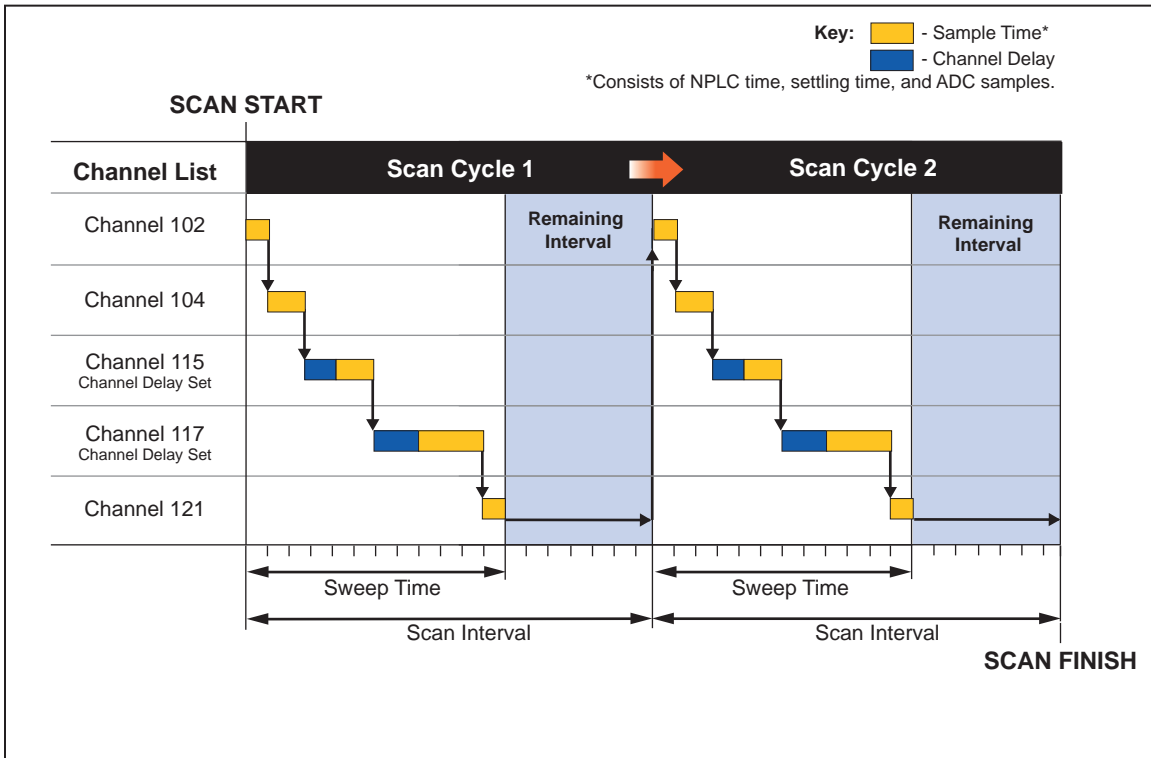 Key: - Sample Time*
- Channel Delay
*Consists of NPLC time, settling time, and ADC samples.
SCAN START
Channel List
Scan Cycle 1
Scan Cycle 2
Channel 102
Remaining
Interval
Remaining
Interval
Channel 104
Channel 115
Channel Delay Set
Channel 117
Channel Delay Set
Channel 121
Sweep Time
Sweep Time
Scan Interval
Scan Interval
SCAN FINISH